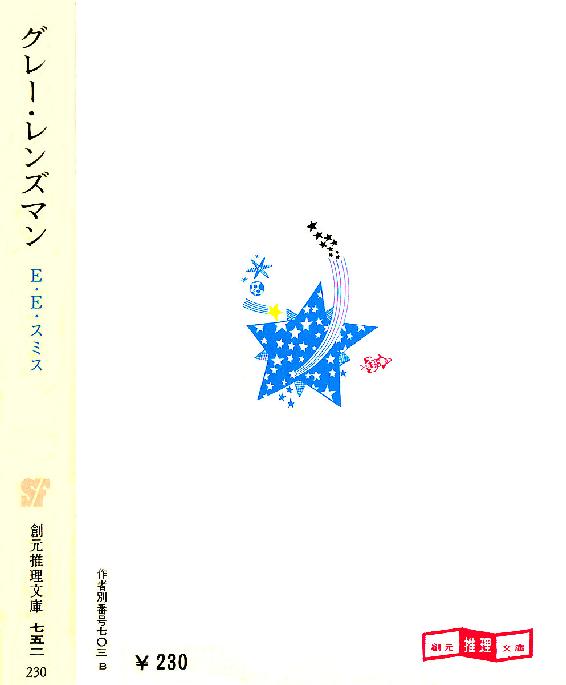 グレー・レンズマン
E・E・スミス
SF
創元推理文庫 七五二
230
作者別番号七〇三 B
¥ 230
創元推理文庫